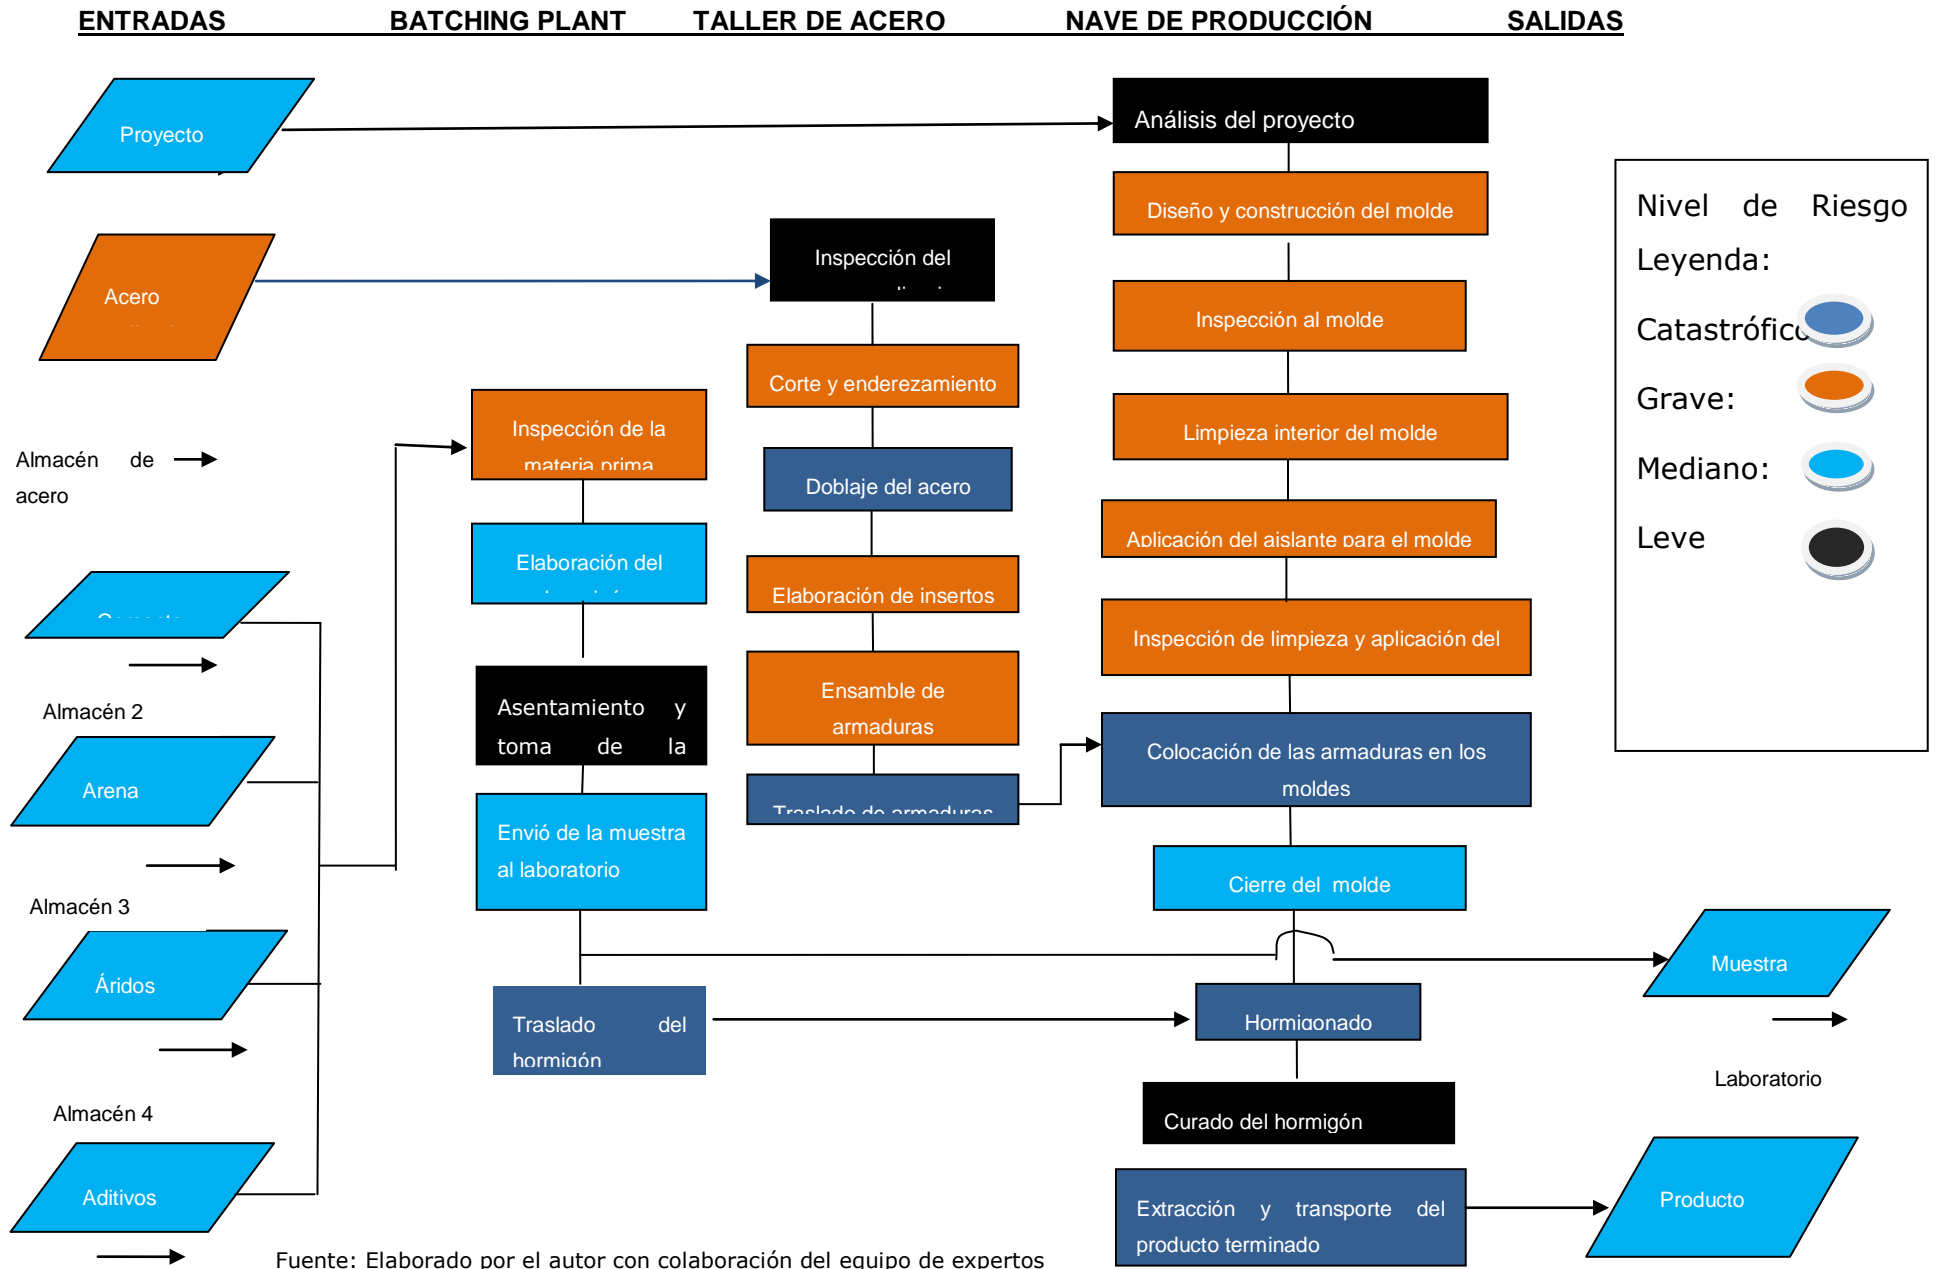 ENTRADAS BATCHING PLANT TALLER DE ACERO NAVE DE PRODUCCIÓN SALIDAS
Proyecto
Acero
Almacén de
acero
Almacén 2
Arena
Almacén 3
Áridos
Almacén 4
Aditivos
Inspección de la
materia prima
Elaboración del
Asentamiento y
toma de la
Envió de la muestra
al laboratorio
Traslado del
hormigón
Inspección del
Corte y enderezamiento
Doblaje del acero
Elaboración de insertos
Ensamble de
armaduras
Traslado de armaduras
Análisis del proyecto
Diseño y construcción del molde
Inspección al molde
Limpieza interior del molde
Aplicación del aislante para el molde
Inspección de limpieza y aplicación del
Colocación de las armaduras en los
moldes
Cierre del molde
Hormigonado
Curado del hormigón
Extracción y transporte del
producto terminado
Muestra
Laboratorio
Producto
Nivel de Riesgo
Leyenda:
Catastrófico
Grave:
Mediano:
Leve
Fuente: Elaborado por el autor con colaboración del equipo de expertos